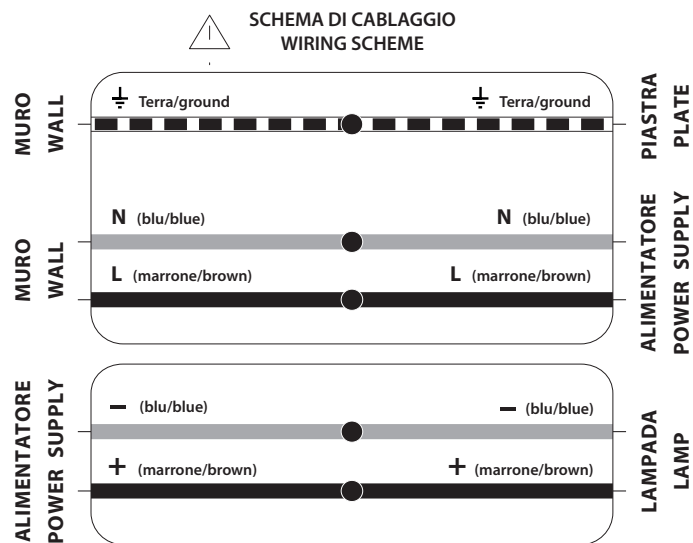 SCHEMA DI CABLAGGIO
WIRING SCHEME
MURO
WALL
Terra/ground
Terra/ground
PIASTRA
PLATE
MURO
WALL
N (blu/blue)
N (blu/blue)
L (marrone/brown)
L (marrone/brown)
ALIMENTATORE
POWER SUPPLY
ALIMENTATORE
POWER SUPPLY
− (blu/blue)
− (blu/blue)
+ (marrone/brown)
+ (marrone/brown)
LAMPADA
LAMP